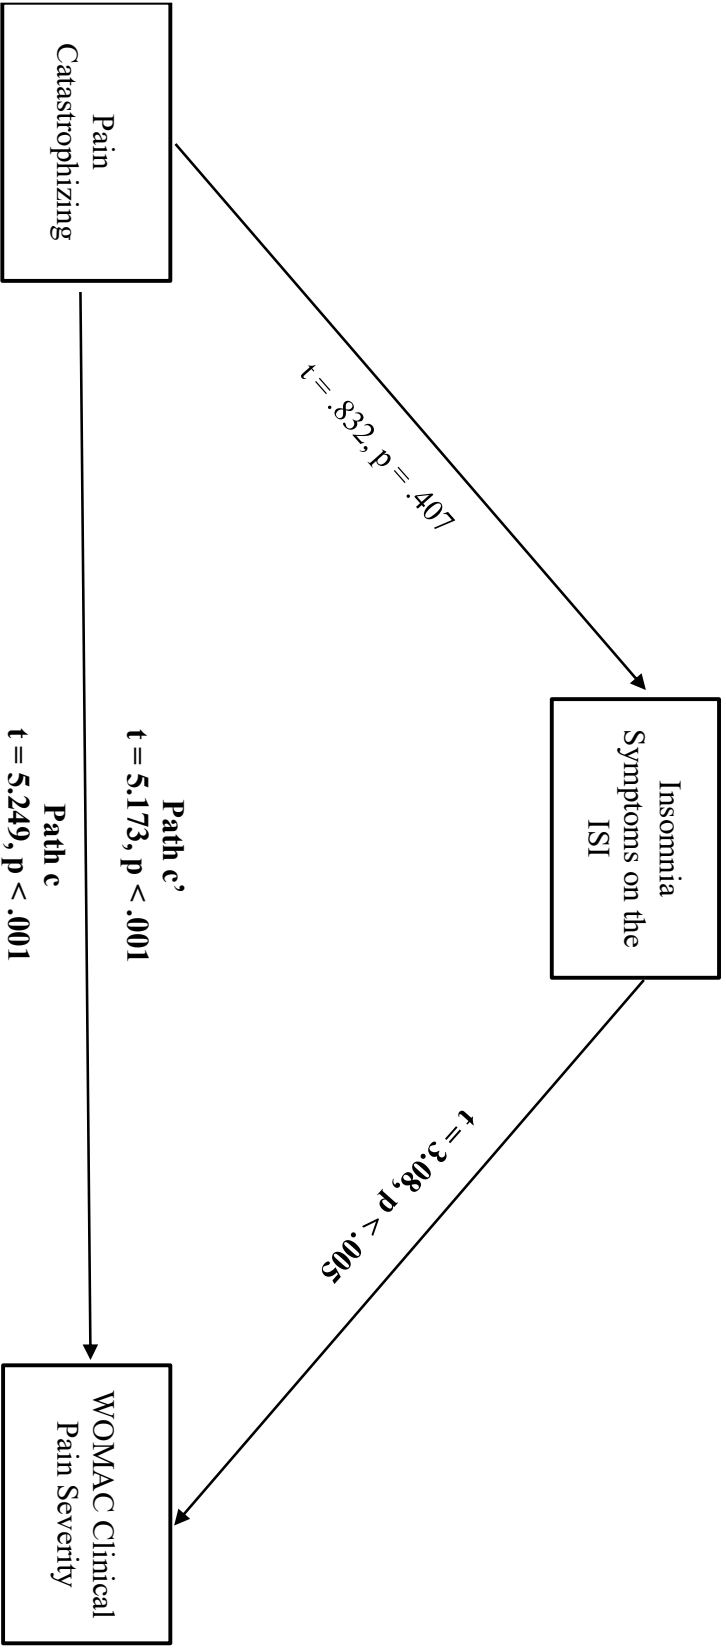 Insomnia
Symptoms on the
ISI
t = .832, p = .407
t = 3.08, p < .005
Pain
Catastrophizing
Path c’
t = 5.173, p < .001
Path c
t = 5.249, p < .001
WOMAC Clinical
Pain Severity